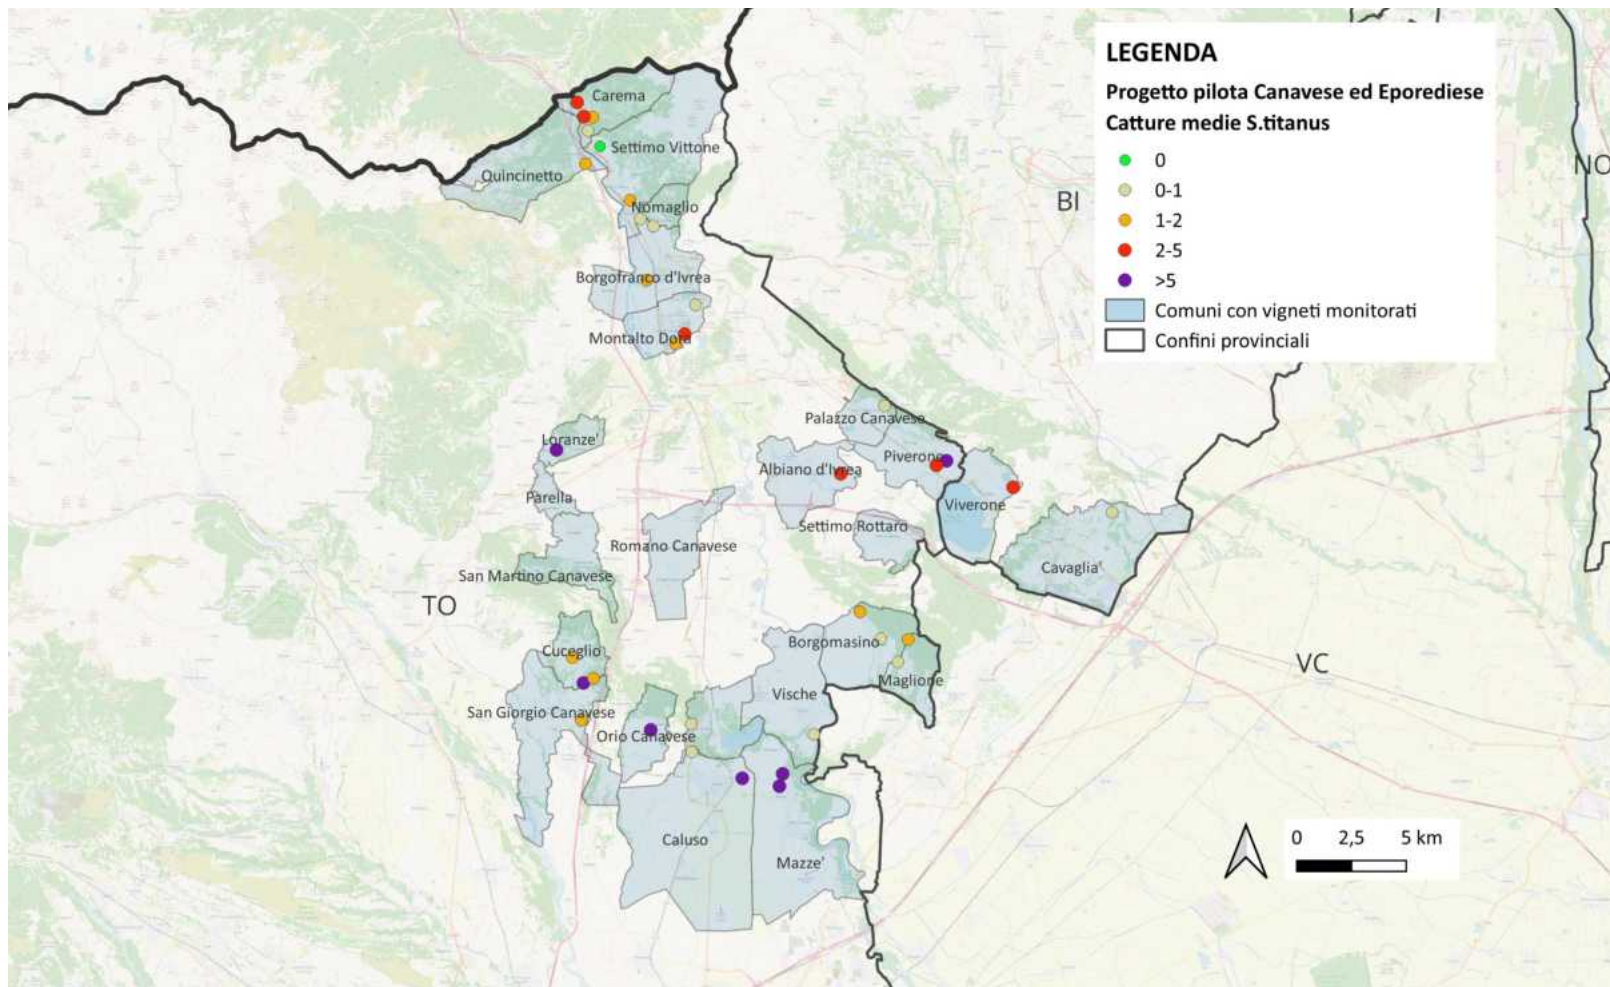 LEGENDA
Progetto pilota Canavese ed Eporediese
Catture medie S.titanus
0
0-1
1-2
2-5
>5
Comuni con vigneti monitorati
Confini provinciali
Carema
Settimo Vittone
Quincinetto
NO
BI
Nomaglio
Borgofranco d'Ivrea
Montalto Dora
Palazzo Canavese
Loranze'
Piverone
Albiano d'Ivrea
Parella
Viverone
Settimo Rottaro
Romano Canavese
Cavaglia'
San Martino Canavese
TO
Borgomasino
Cuceglio
VC
Maglione
Vische
San Giorgio Canavese
Orio Canavese
Caluso
Mazze'
0 2,5 5 km